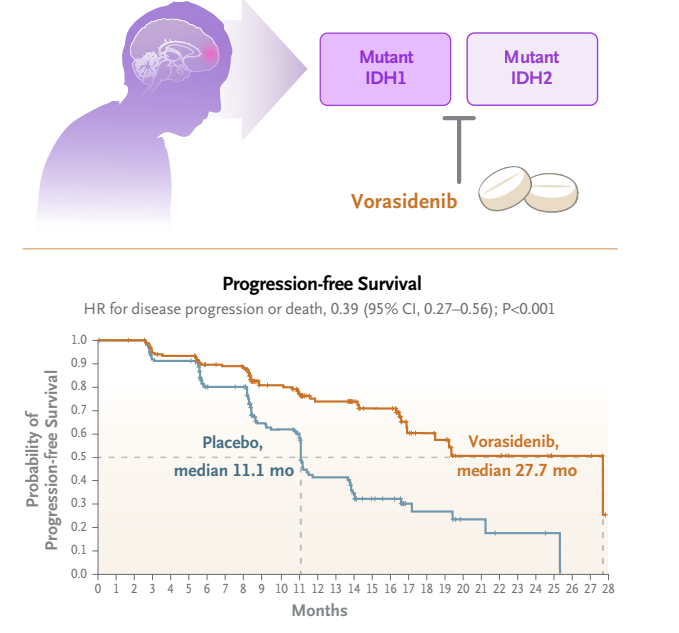 Mutant
IDH1
Mutant
IDH2
Vorasidenib
Progression-free Survival
HR for disease progression or death, 0.39 (95% CI, 0.27–0.56); P<0.001
Probability of
Progression-free Survival
1.0
0.9
0.8
0.7
0.6
0.5
0.4
0.3
0.2
0.1
0.0
Placebo,
median 11.1 mo
Vorasidenib,
median 27.7 mo
0 1 2 3 4 5 6 7 8 9 10 11 12 13 14 15 16 17 18 19 20 21 22 23 24 25 26 27 28
Months